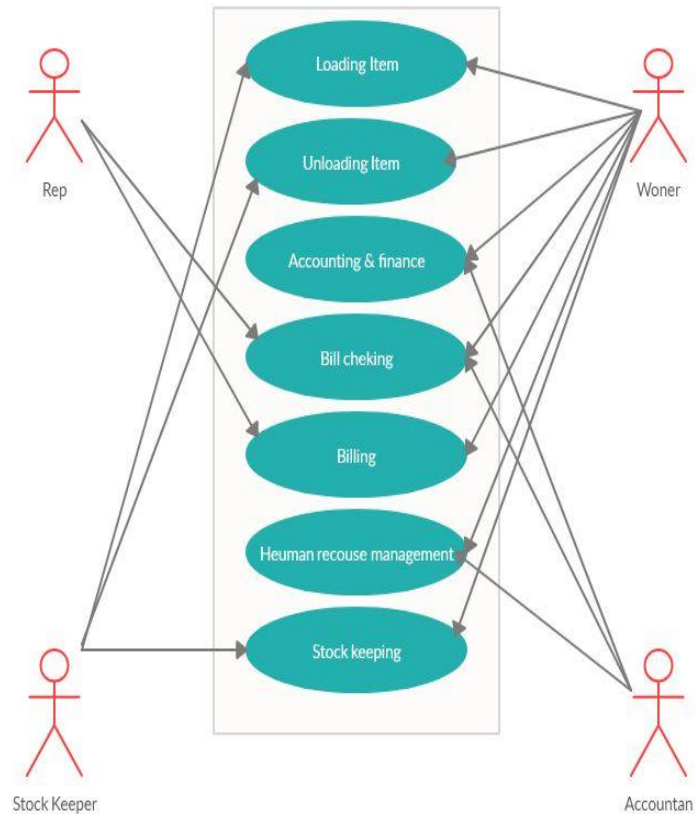 Loading Item
Rep
Unloading Item
Woner
Accounting & finance
Bill cheking
Billing
Heuman recouse management
Stock keeping
Stock Keeper
Accountan